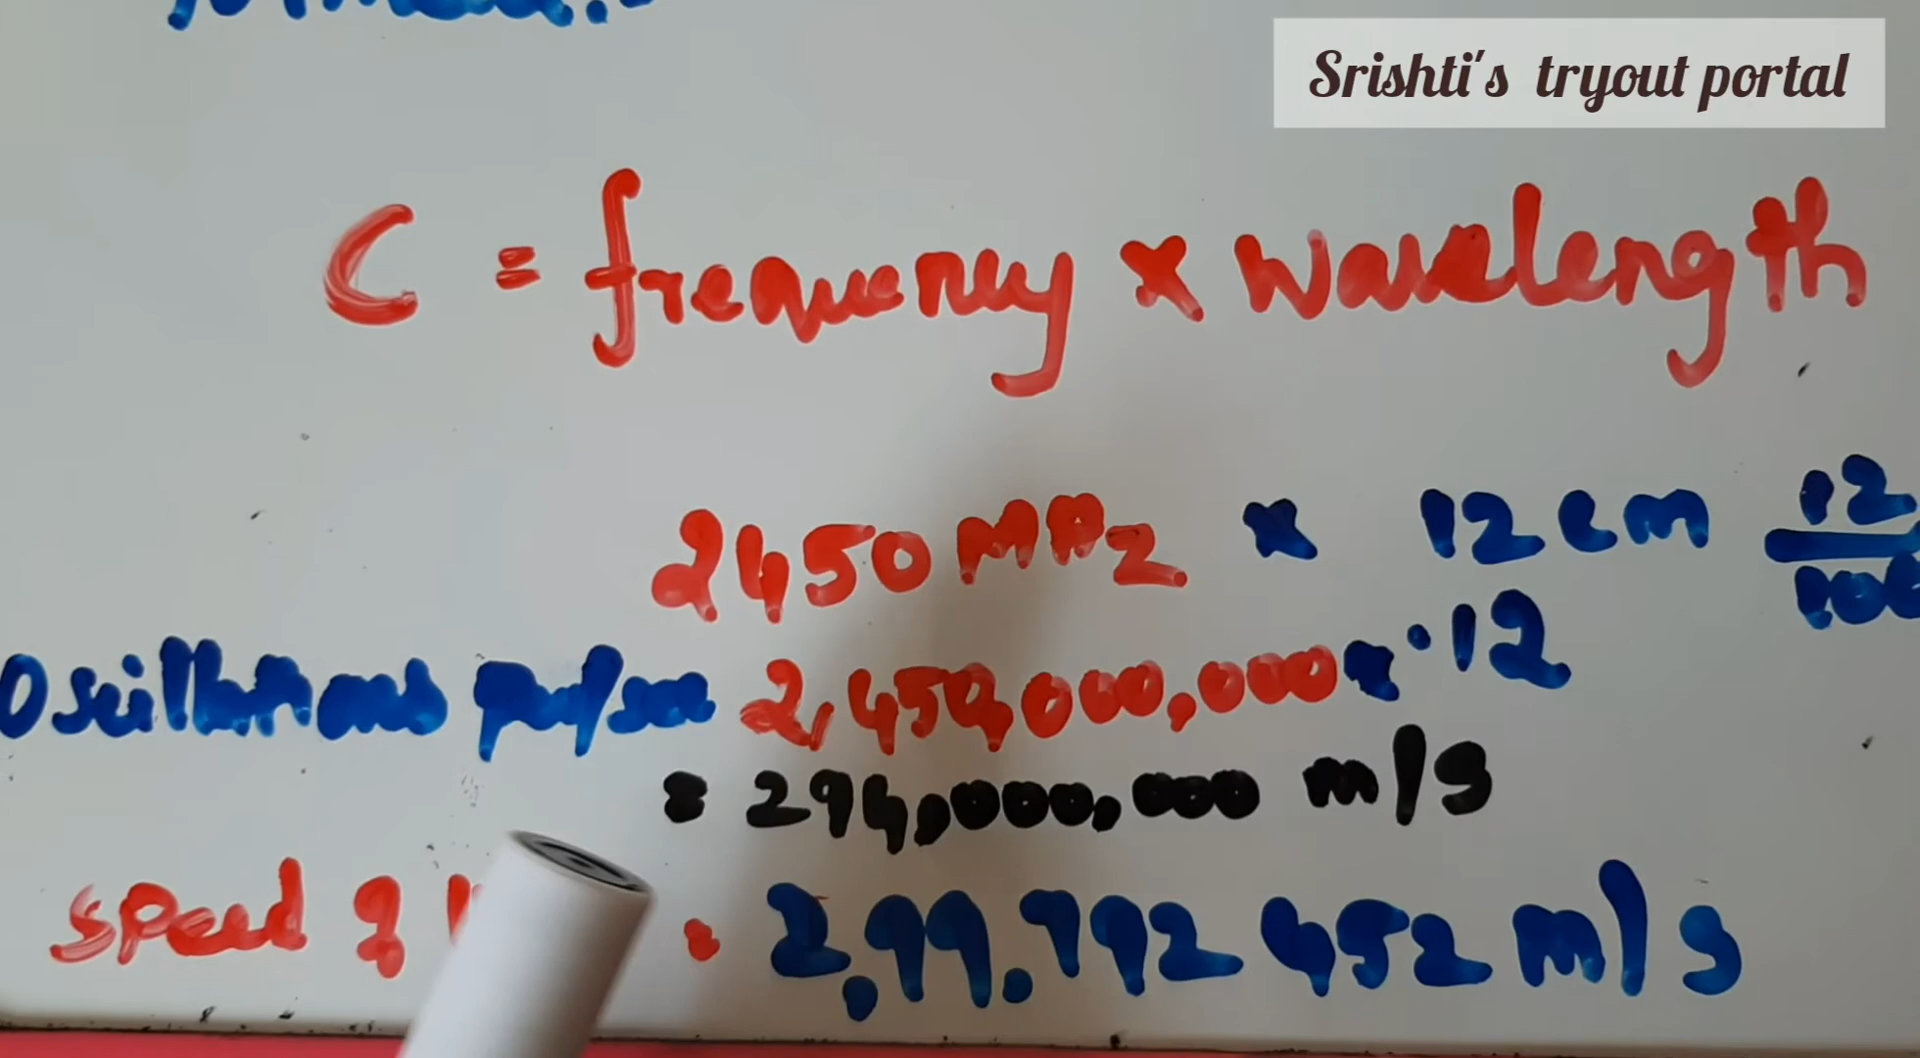 Srishti's tryout portal
C = frequency x wavelength
2450 MHz x 12 cm 12/100
Oscillations per/sec 2,450,000,000 x .12
= 294,000,000 m/s
speed of = 2,99.792 452 m/s